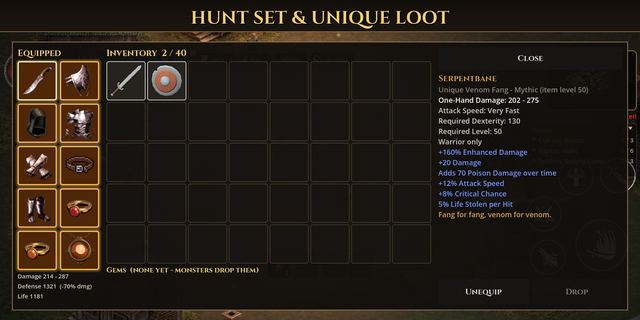 HUNT SET & UNIQUE LOOT
EQUIPPED
INVENTORY 2 / 40
CLOSE
SERPENTBANE
Unique Venom Fang - Mythic (item level 50)
One-Hand Damage: 202 - 275
Attack Speed: Very Fast
Required Dexterity: 130
Required Level: 50
Warrior only
+160% Enhanced Damage
+20 Damage
Adds 70 Poison Damage over time
+12% Attack Speed
+8% Critical Chance
5% Life Stolen per Hit
Fang for fang, venom for venom.
GEMS (NONE YET - MONSTERS DROP THEM)
Damage 214 - 287
Defense 1321 (-70% dmg)
Life 1181
UNEQUIP
DROP